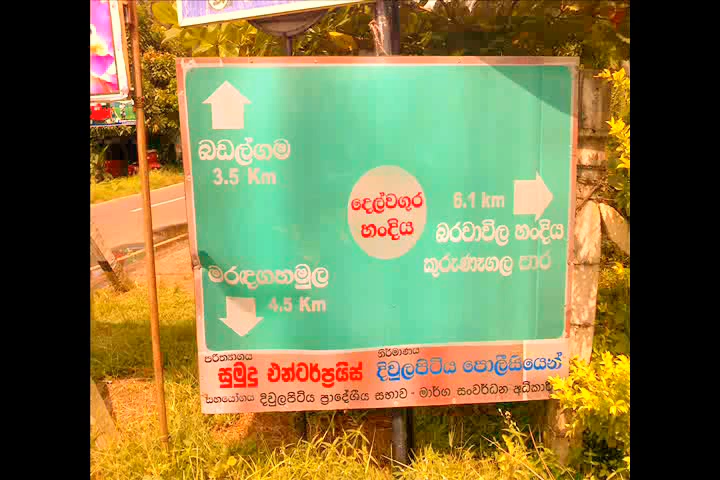 බඩල්ගම
3.5 Km
දෙල්වගුර
හංදිය
6.1 km
බරවාවිල හංදිය
කුරුණෑගල පාර
මරඳගහමුල
4.5 Km
පරිත්‍යාගය
සුමුදු එන්ටර්ප්‍රයිස්
නිර්මාණය
දිවුලපිටිය පොලීසියෙන්
සහයෝගය දිවුලපිටිය ප්‍රාදේශීය සභාව - මාර්ග සංවර්ධන